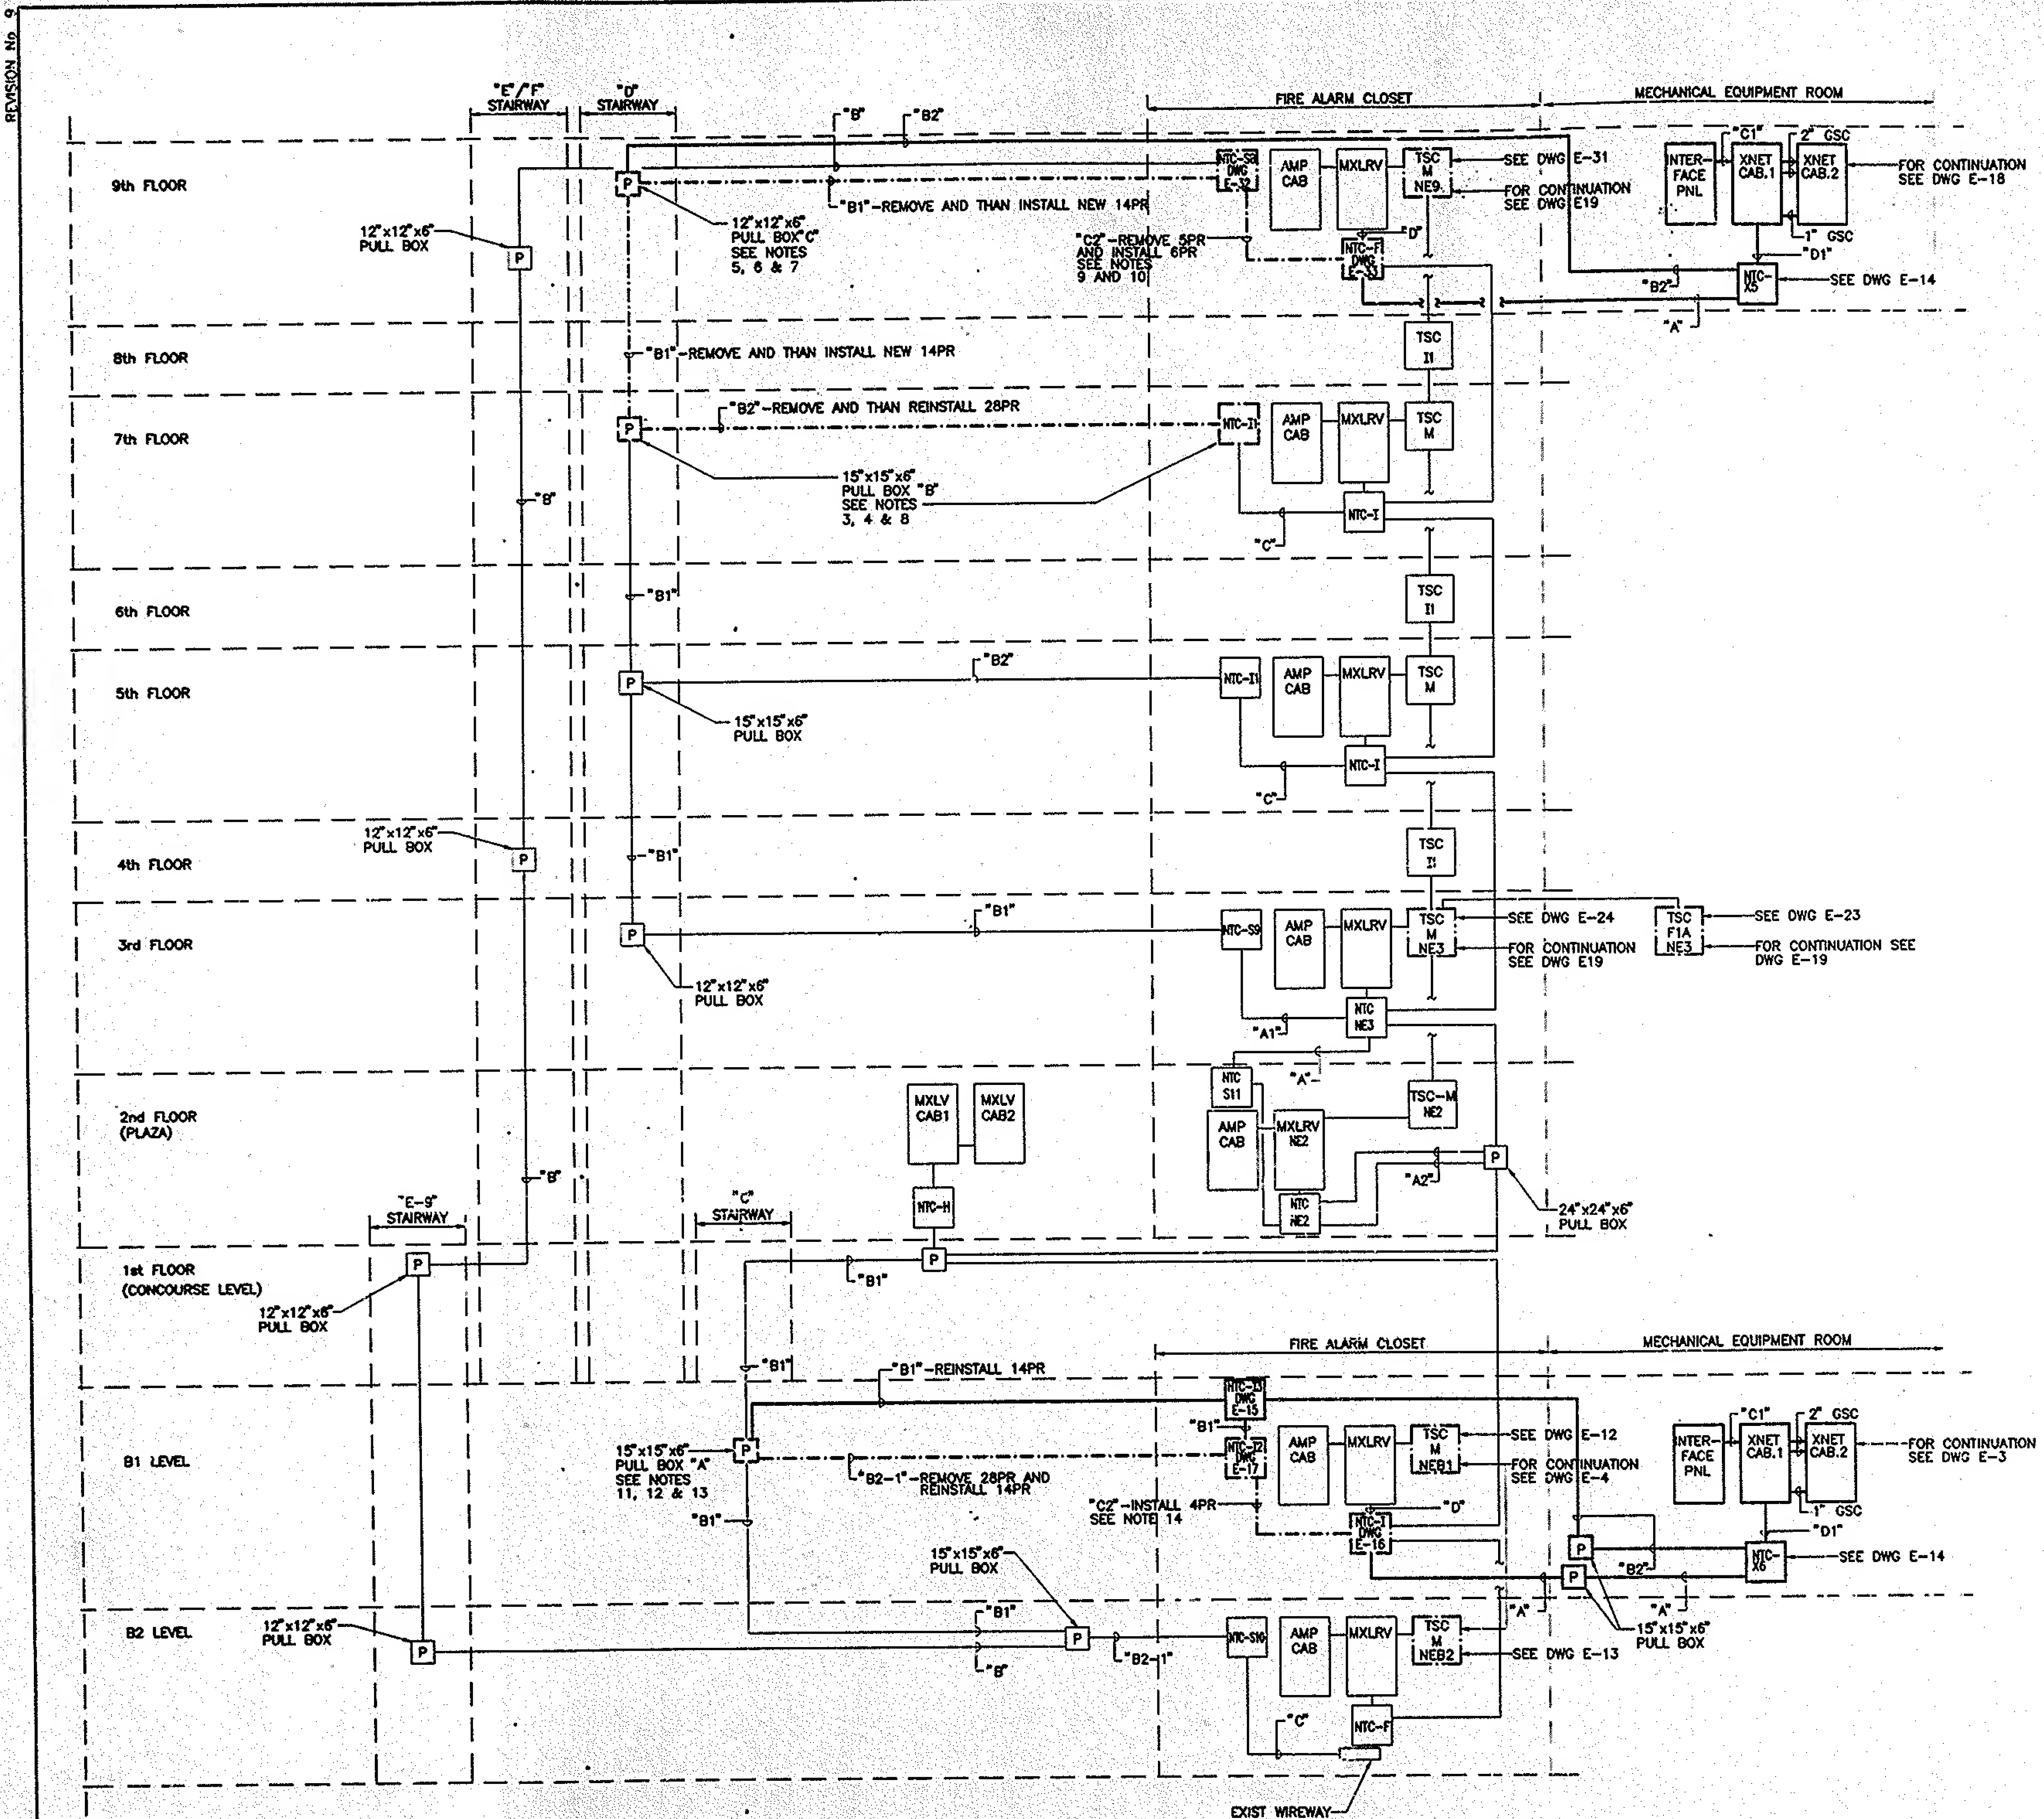 REVISION No 9
"E"/"F"
STAIRWAY
"D"
STAIRWAY
"B"
"B2"
FIRE ALARM CLOSET
MECHANICAL EQUIPMENT ROOM
9th FLOOR
12"x12"x6"
PULL BOX
P
P
12"x12"x6"
PULL BOX "C"
SEE NOTES
5, 6 & 7
"B1"-REMOVE AND THAN INSTALL NEW 14PR
"C2"-REMOVE 5PR
AND INSTALL 6PR
SEE NOTES
9 AND 10
DWG
E-32
AMP
CAB
MXLRV
TSC
M
NE9
SEE DWG E-31
FOR CONTINUATION
SEE DWG E19
"D"
NTC-F
DWG
E-33
INTER-
FACE
PNL
"C1"
XNET
CAB.1
2" GSC
XNET
CAB.2
FOR CONTINUATION
SEE DWG E-18
1" GSC
"D1"
NTC-
X5
SEE DWG E-14
"B2"
"A"
8th FLOOR
"B1"-REMOVE AND THAN INSTALL NEW 14PR
TSC
I1
7th FLOOR
"B2"-REMOVE AND THAN REINSTALL 28PR
P
15"x15"x6"
PULL BOX "B"
SEE NOTES
3, 4 & 8
"B"
NTC-I1
AMP
CAB
MXLRV
TSC
M
NTC-I
"C"
6th FLOOR
"B1"
TSC
I1
5th FLOOR
P
"B2"
15"x15"x6"
PULL BOX
NTC-I1
AMP
CAB
MXLRV
TSC
M
NTC-I
"C"
4th FLOOR
12"x12"x6"
PULL BOX
P
"B1"
TSC
I1
3rd FLOOR
P
"B1"
12"x12"x6"
PULL BOX
NTC-S9
AMP
CAB
MXLRV
TSC
M
NE3
SEE DWG E-24
FOR CONTINUATION
SEE DWG E19
TSC
F1A
NE3
SEE DWG E-23
FOR CONTINUATION SEE
DWG E-19
NTC
NE3
"A1"
"A"
2nd FLOOR
(PLAZA)
MXLV
CAB1
MXLV
CAB2
NTC-H
NTC
S11
AMP
CAB
MXLRV
NE2
TSC-M
NE2
NTC
NE2
"A2"
P
24"x24"x6"
PULL BOX
"B"
"E-9"
STAIRWAY
"C"
STAIRWAY
1st FLOOR
(CONCOURSE LEVEL)
P
12"x12"x6"
PULL BOX
P
"B1"
"B1"
FIRE ALARM CLOSET
MECHANICAL EQUIPMENT ROOM
B1 LEVEL
"B1"-REINSTALL 14PR
15"x15"x6"
PULL BOX "A"
SEE NOTES
11, 12 & 13
P
"B2-1"-REMOVE 28PR AND
REINSTALL 14PR
"B1"
DWG
E-15
"B1"
NTC-I2
DWG
E-17
"C2"-INSTALL 4PR
SEE NOTE 14
AMP
CAB
MXLRV
TSC
M
NEB1
SEE DWG E-12
FOR CONTINUATION
SEE DWG E-4
"D"
NTC-I
DWG
E-16
INTER-
FACE
PNL
"C1"
XNET
CAB.1
2" GSC
XNET
CAB.2
FOR CONTINUATION
SEE DWG E-3
1" GSC
"D1"
NTC-
X6
SEE DWG E-14
P
P
"B2"
"A"
"A"
15"x15"x6"
PULL BOX
B2 LEVEL
12"x12"x6"
PULL BOX
P
15"x15"x6"
PULL BOX
"B1"
P
"B"
"B2-1"
NTC-S10
AMP
CAB
MXLRV
TSC
M
NEB2
SEE DWG E-13
NTC-F
"C"
EXIST WIREWAY